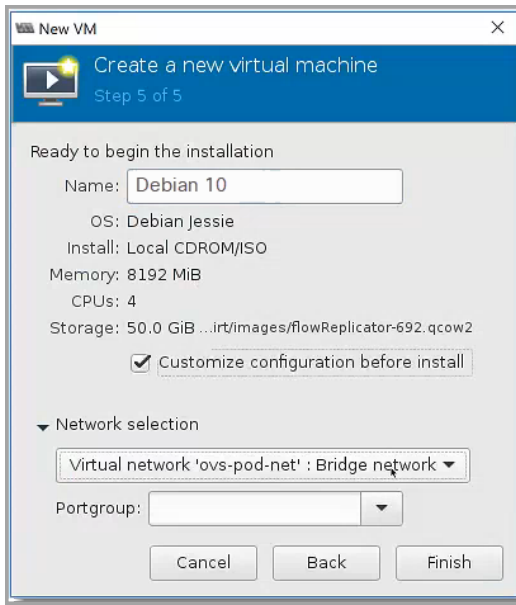 New VM
Create a new virtual machine
Step 5 of 5
Ready to begin the installation
Name: Debian 10
OS: Debian Jessie
Install: Local CDROM/ISO
Memory: 8192 MiB
CPUs: 4
Storage: 50.0 GiB ...irt/images/flowReplicator-692.qcow2
Customize configuration before install
Network selection
Virtual network 'ovs-pod-net' : Bridge network
Portgroup:
Cancel Back Finish